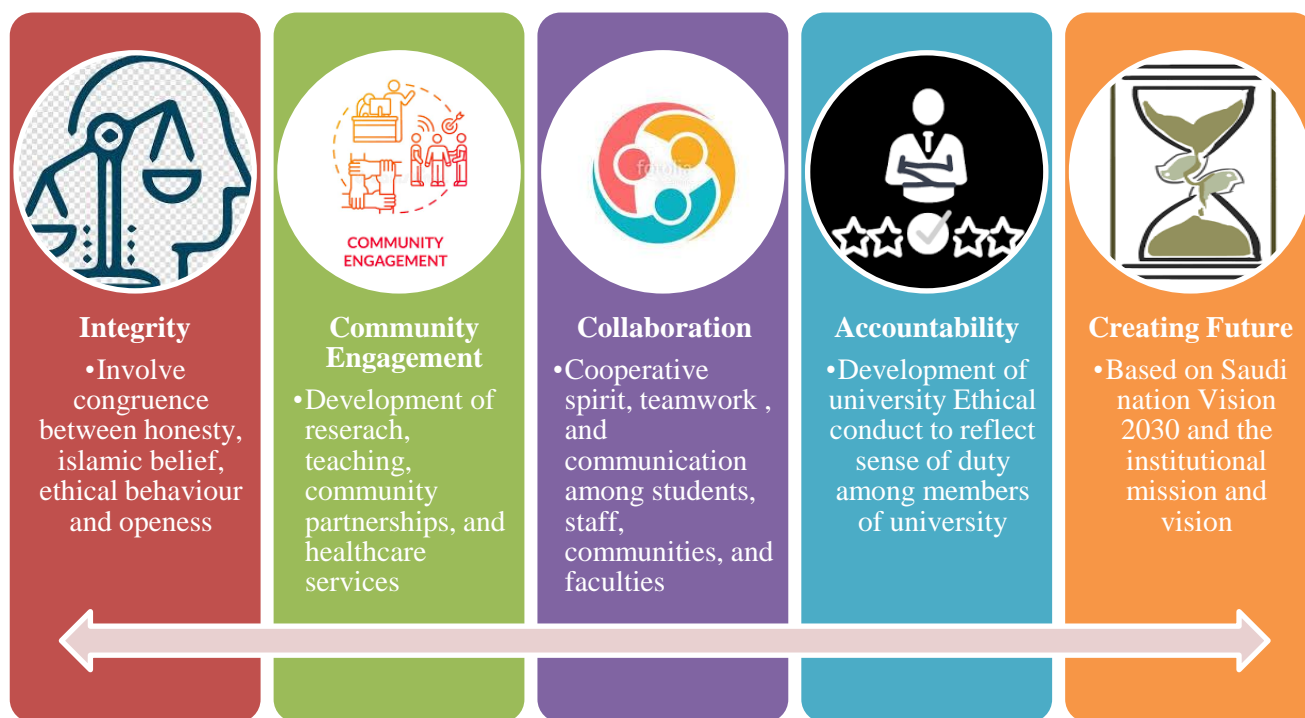 COMMUNITY
ENGAGEMENT
fotolia
Integrity
•Involve
congruence
between honesty,
islamic belief,
ethical behaviour
and openess
Community
Engagement
•Development of
reserach,
teaching,
community
partnerships, and
healthcare
services
Collaboration
•Cooperative
spirit, teamwork ,
and
communication
among students,
staff,
communities, and
faculties
Accountability
•Development of
university Ethical
conduct to reflect
sense of duty
among members
of university
Creating Future
•Based on Saudi
nation Vision
2030 and the
institutional
mission and
vision